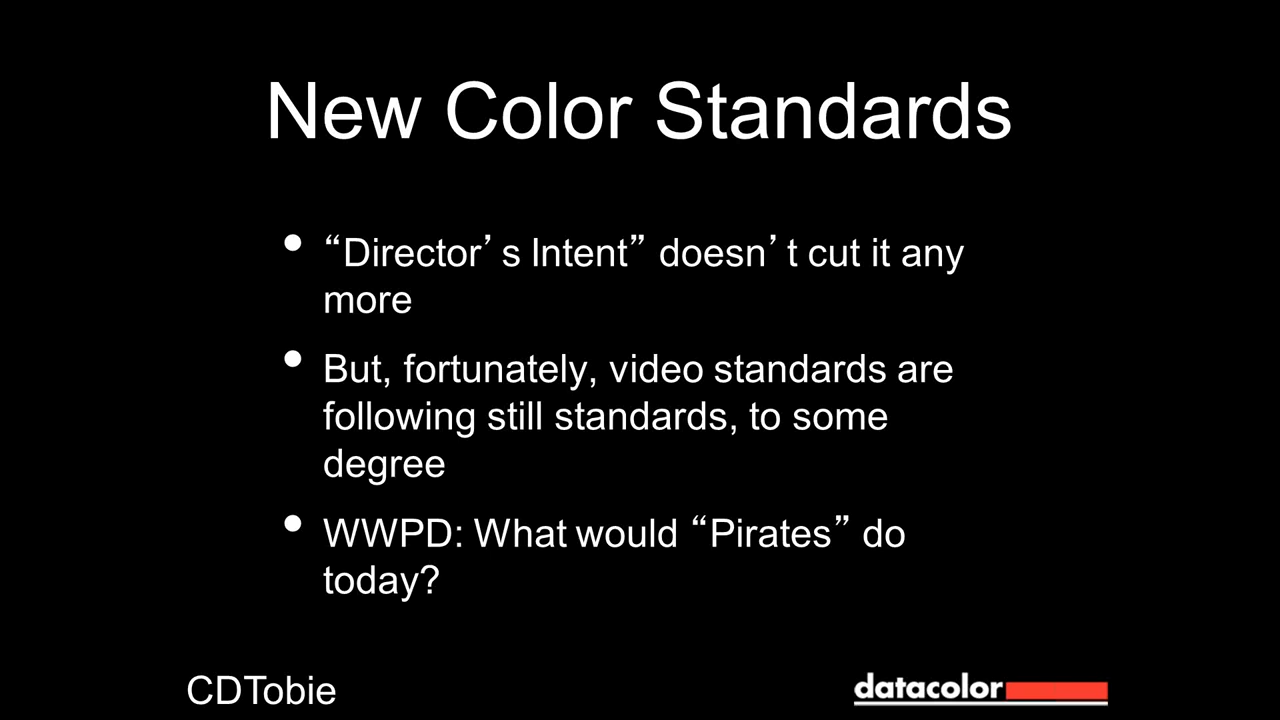 New Color Standards
• “Director’s Intent” doesn’t cut it any
more
• But, fortunately, video standards are
following still standards, to some
degree
• WWPD: What would “Pirates” do
today?
CDTobie
datacolor